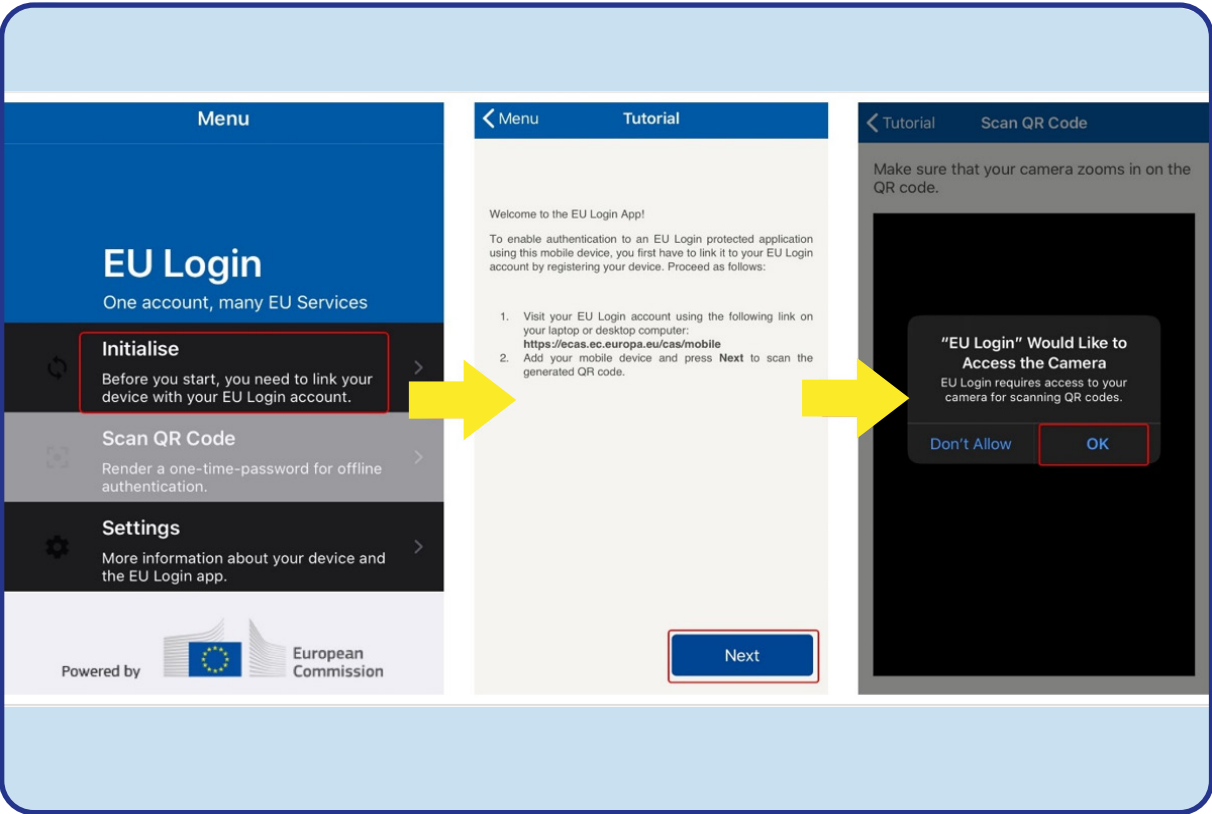 Menu
EU Login
One account, many EU Services
Initialise
Before you start, you need to link your
device with your EU Login account.
Scan QR Code
Render a one-time-password for offline
authentication.
Settings
More information about your device and
the EU Login app.
Powered by
European
Commission
Menu
Tutorial
Welcome to the EU Login App!
To enable authentication to an EU Login protected application
using this mobile device, you first have to link it to your EU Login
account by registering your device. Proceed as follows:
1. Visit your EU Login account using the following link on
your laptop or desktop computer:
https://ecas.ec.europa.eu/cas/mobile
2. Add your mobile device and press Next to scan the
generated QR code.
Next
Tutorial
Scan QR Code
Make sure that your camera zooms in on the
QR code.
“EU Login” Would Like to
Access the Camera
EU Login requires access to your
camera for scanning QR codes.
Don’t Allow
OK